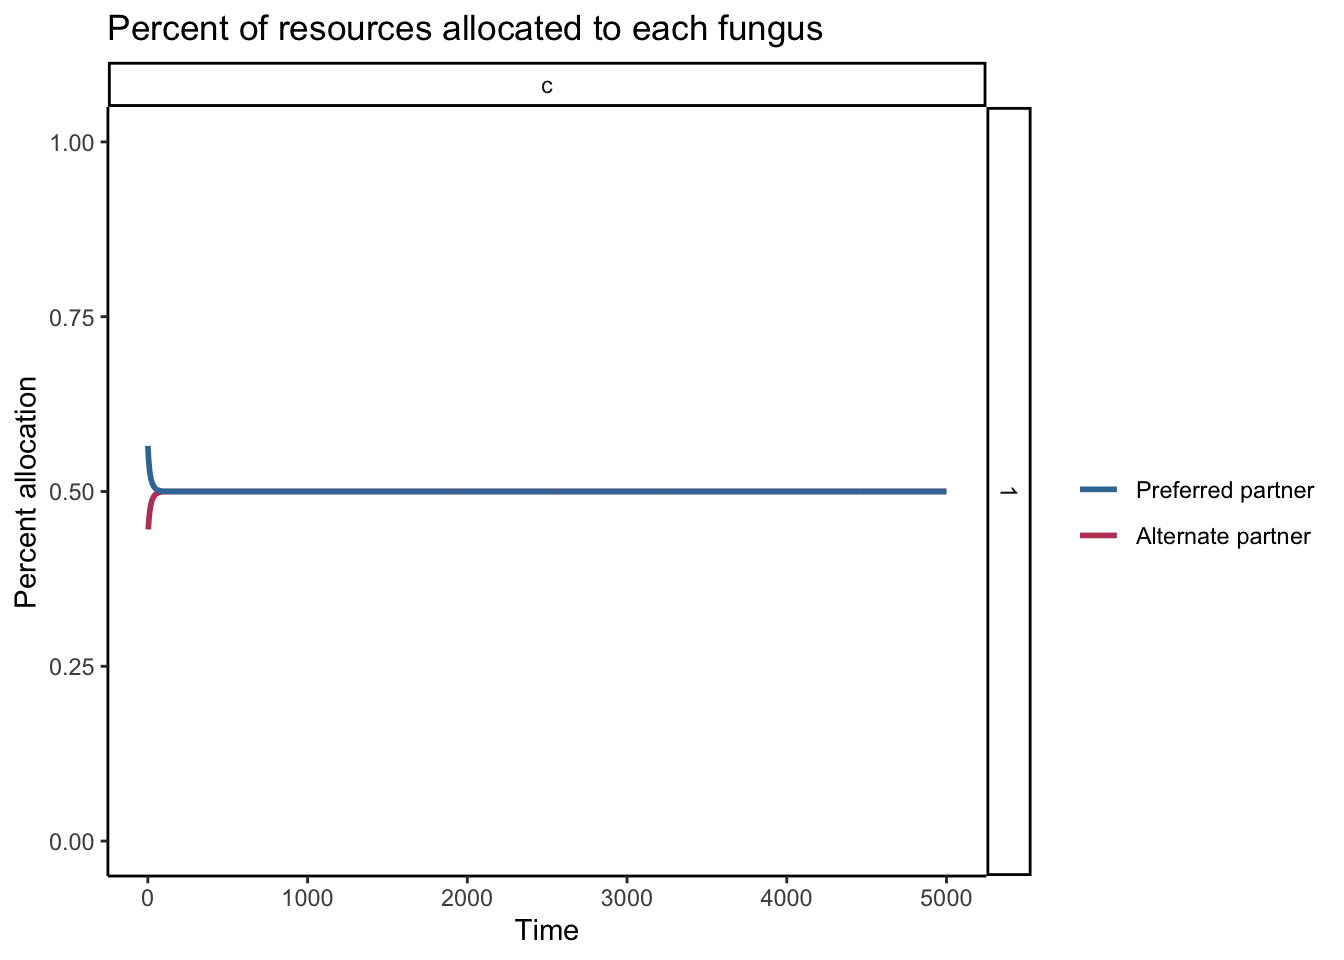 Percent of resources allocated to each fungus
c
1.00
0.75
0.50
0.25
0.00
Percent allocation
1
0
1000
2000
3000
4000
5000
Time
Preferred partner
Alternate partner